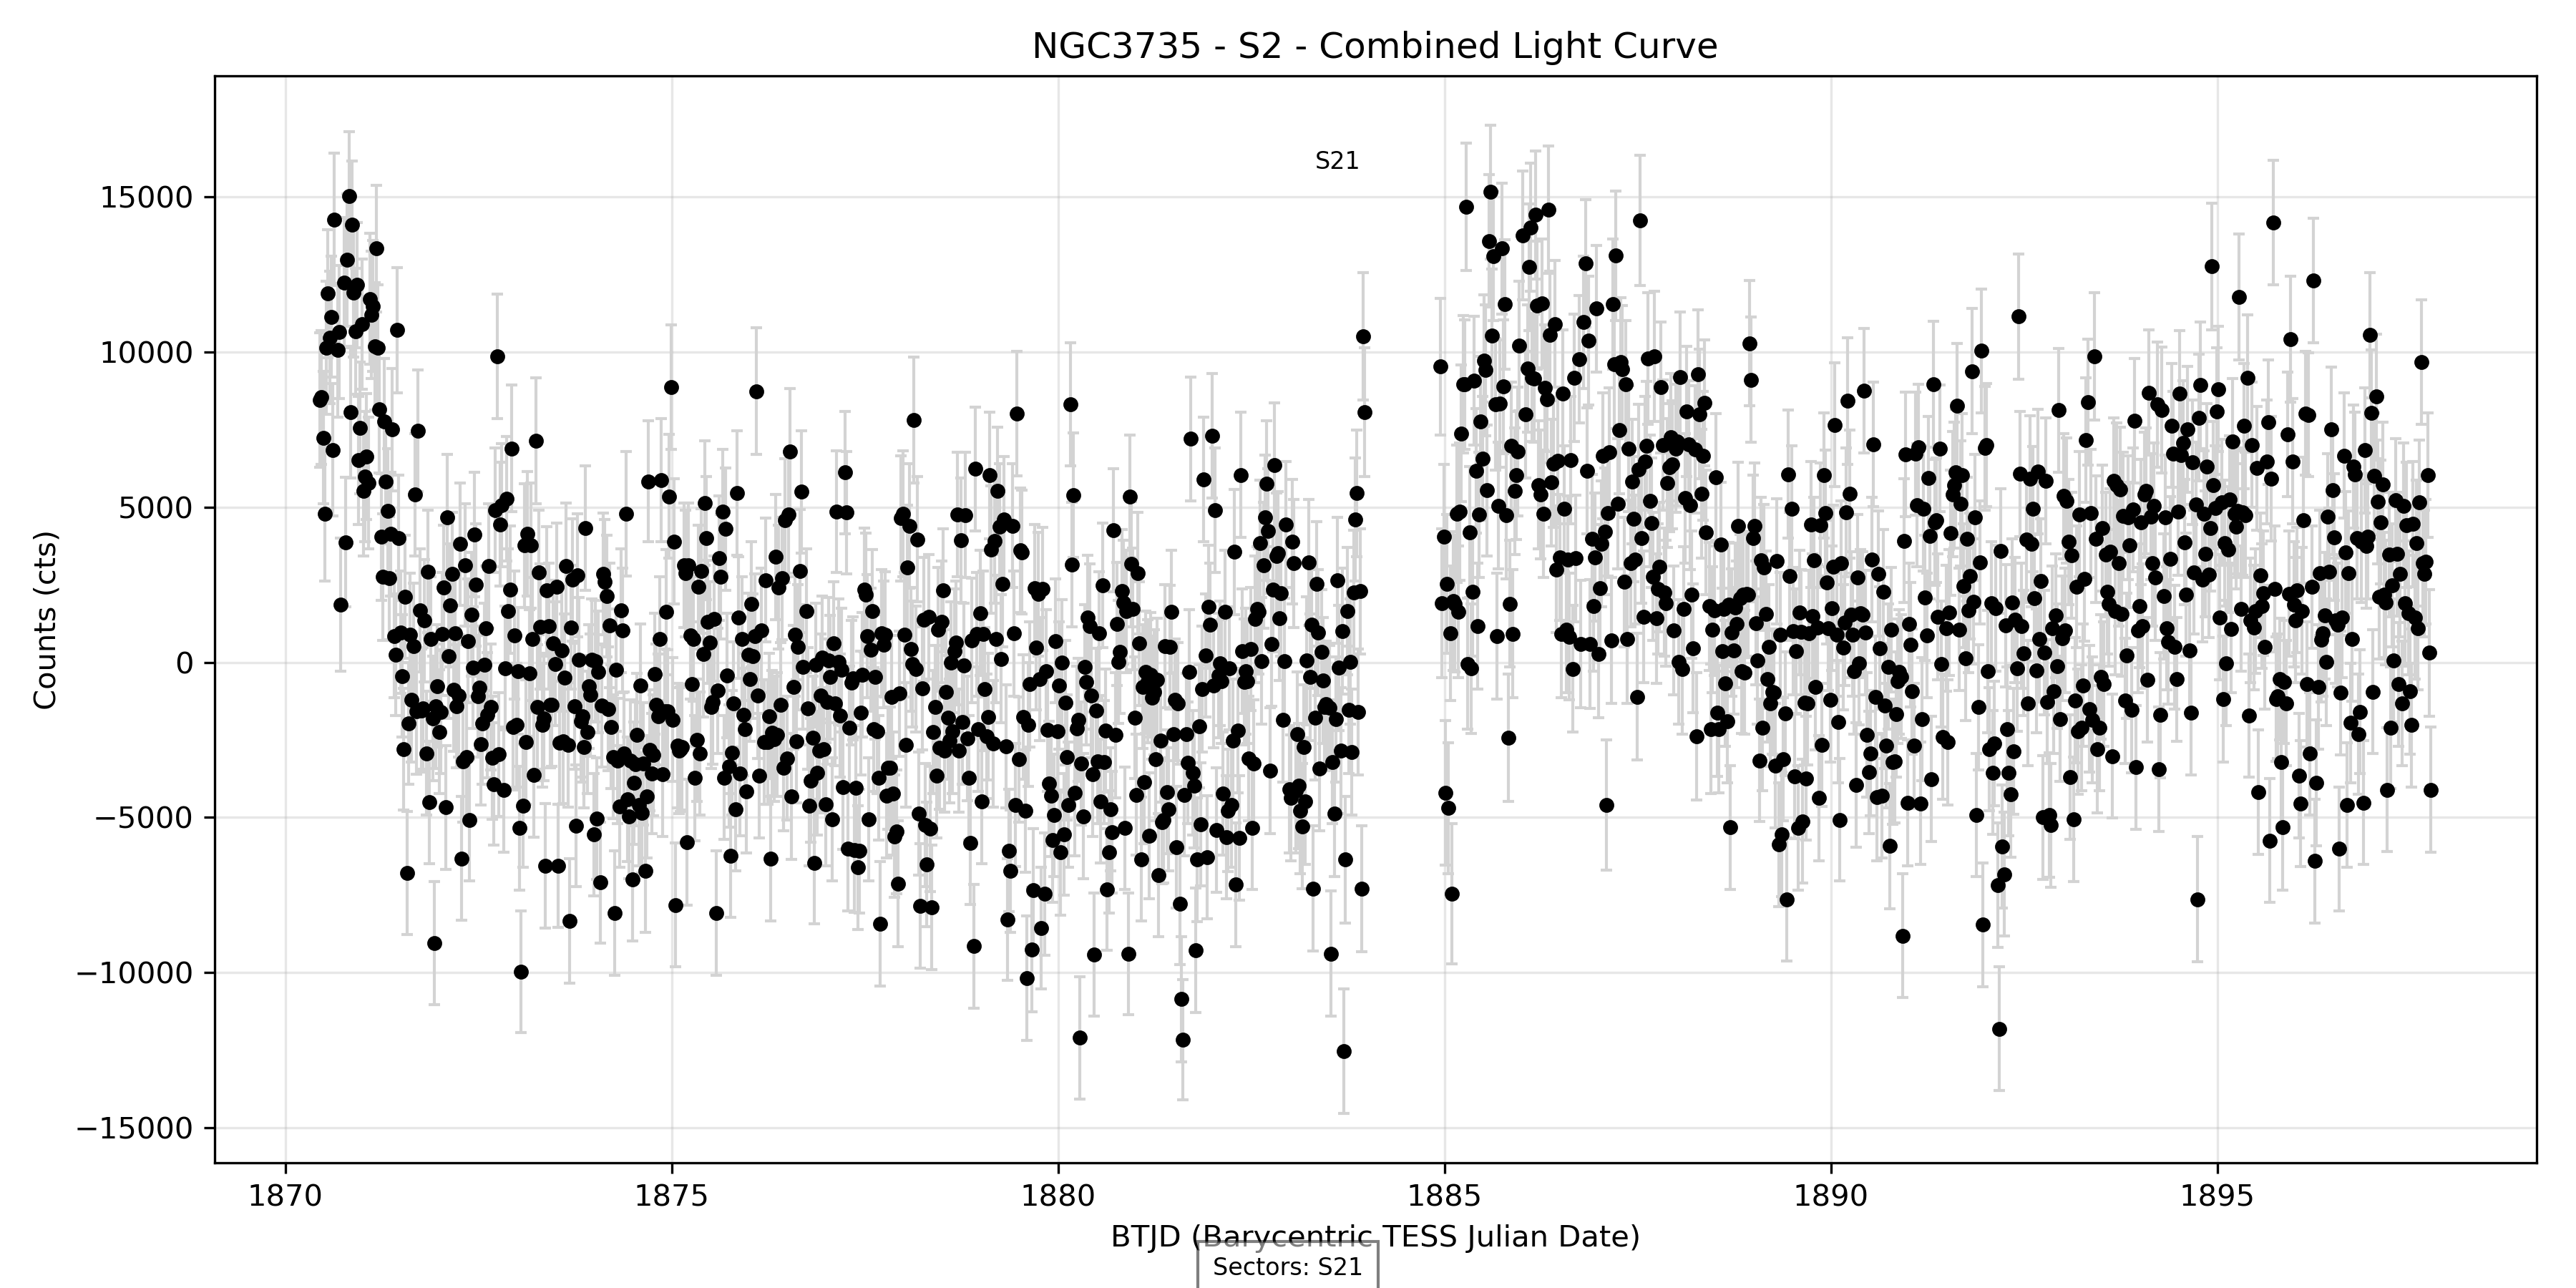 NGC3735 - S2 - Combined Light Curve
S21
15000
10000
5000
0
−5000
−10000
−15000
Counts (cts)
1870
1875
1880
1885
1890
1895
BTJD (Barycentric TESS Julian Date)
Sectors: S21